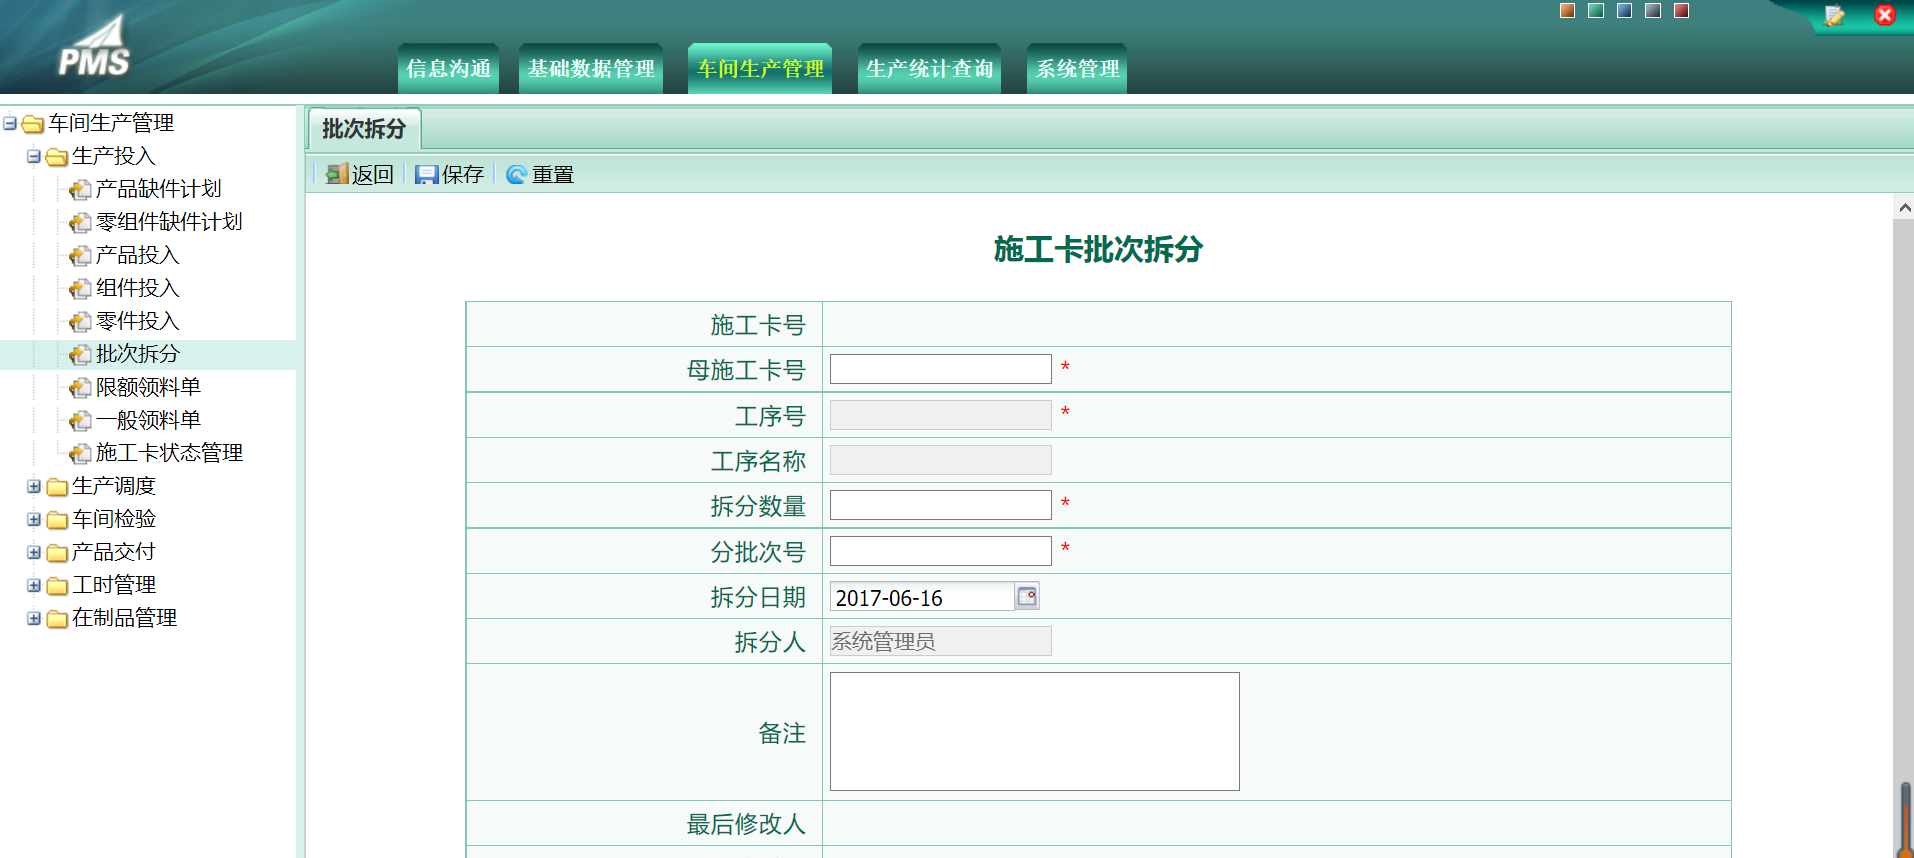 PMS
信息沟通 基础数据管理 车间生产管理 生产统计查询 系统管理
车间生产管理
生产投入
产品缺件计划
零组件缺件计划
产品投入
组件投入
零件投入
批次拆分
限额领料单
一般领料单
施工卡状态管理
生产调度
车间检验
产品交付
工时管理
在制品管理
批次拆分
返回 保存 重置
施工卡批次拆分
施工卡号
母施工卡号 *
工序号 *
工序名称
拆分数量 *
分批次号 *
拆分日期 2017-06-16
拆分人 系统管理员
备注
最后修改人